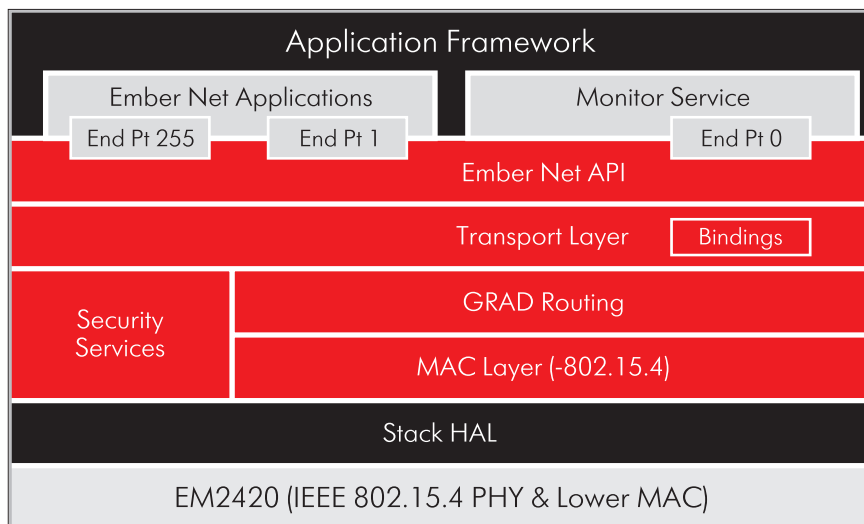 Application Framework
Ember Net Applications
Monitor Service
End Pt 255
End Pt 1
End Pt 0
Ember Net API
Transport Layer
Bindings
Security
Services
GRAD Routing
MAC Layer (-802.15.4)
Stack HAL
EM2420 (IEEE 802.15.4 PHY & Lower MAC)